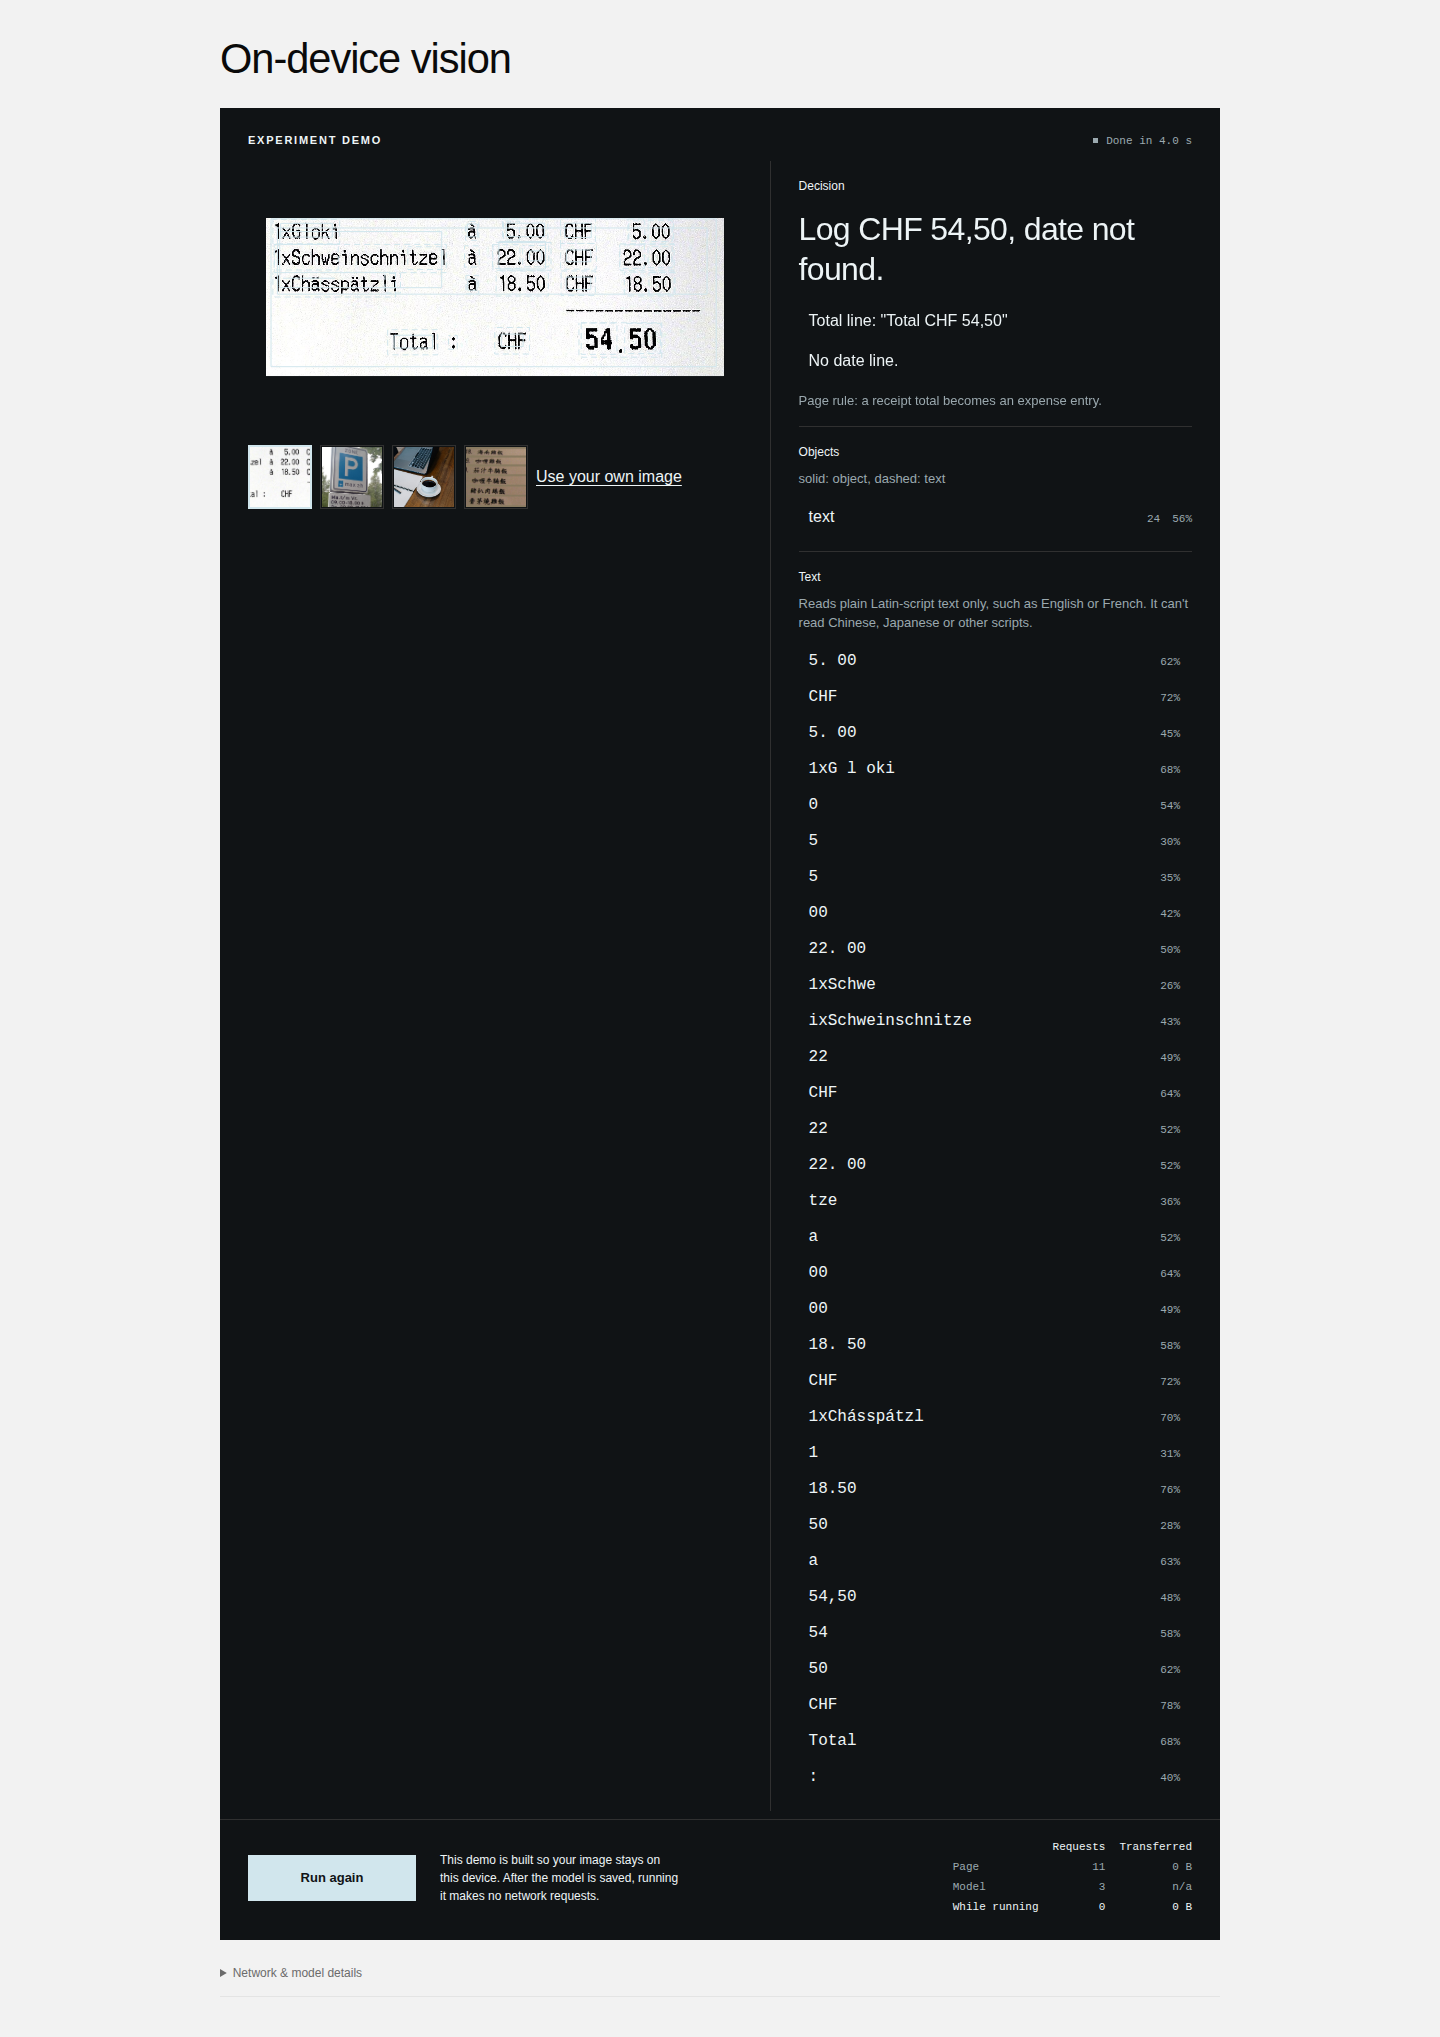 On-device vision
EXPERIMENT DEMO
Done in 4.0 s
1xGloki à 5.00 CHF 5.00
1xSchweinschnitzel à 22.00 CHF 22.00
1xChässpätzli à 18.50 CHF 18.50
Total : CHF 54.50
Use your own image
Decision
Log CHF 54,50, date not
found.
Total line: "Total CHF 54,50"
No date line.
Page rule: a receipt total becomes an expense entry.
Objects
solid: object, dashed: text
text 24 56%
Text
Reads plain Latin-script text only, such as English or French. It can't
read Chinese, Japanese or other scripts.
5. 00 62%
CHF 72%
5. 00 45%
1xG l oki 68%
0 54%
5 30%
5 35%
00 42%
22. 00 50%
1xSchwe 26%
ixSchweinschnitze 43%
22 49%
CHF 64%
22 52%
22. 00 52%
tze 36%
a 52%
00 64%
00 49%
18. 50 58%
CHF 72%
1xChásspátzl 70%
1 31%
18.50 76%
50 28%
a 63%
54,50 48%
54 58%
50 62%
CHF 78%
Total 68%
: 40%
Run again
This demo is built so your image stays on
this device. After the model is saved, running
it makes no network requests.
Requests Transferred
Page 11 0 B
Model 3 n/a
While running 0 0 B
Network & model details